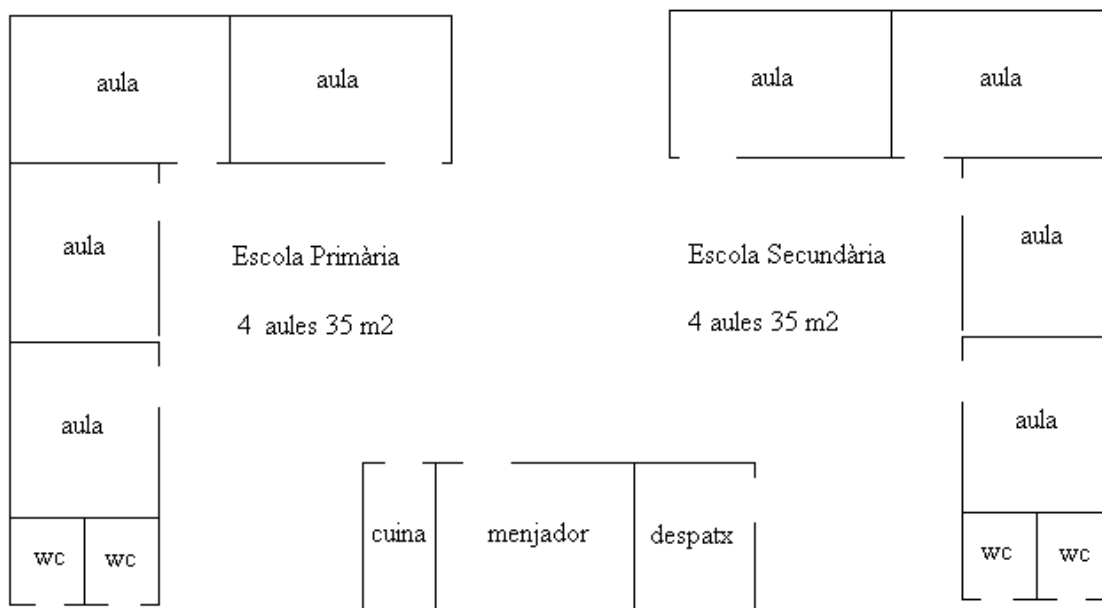 aula
aula
aula
aula
aula
aula
Escola Primària
Escola Secundària
4 aules 35 m2
4 aules 35 m2
aula
aula
cuina
menjador
despatx
wc
wc
wc
wc